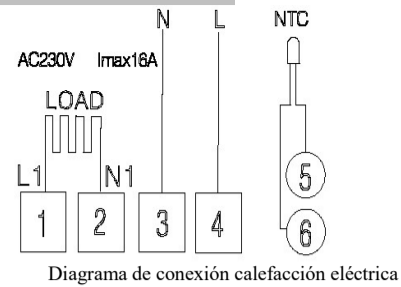 N L NTC
AC230V Imax16A
LOAD
L1 N1
1 2 3 4 5
6
Diagrama de conexión calefacción eléctrica